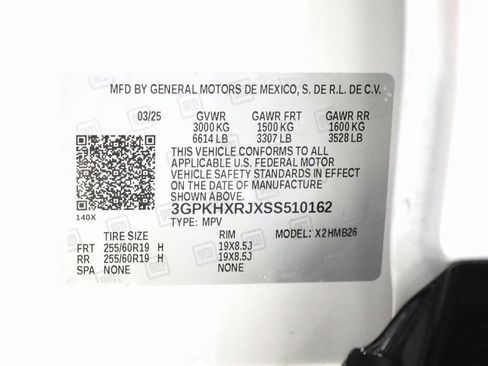 MFD BY GENERAL MOTORS DE MEXICO, S. DE R.L. DE C.V.
03/25 GVWR GAWR FRT GAWR RR
3000 KG 1500 KG 1600 KG
6614 LB 3307 LB 3528 LB
THIS VEHICLE CONFORMS TO ALL
APPLICABLE U.S. FEDERAL MOTOR
VEHICLE SAFETY STANDARDS IN EFFECT
ON THE DATE OF MANUFACTURE
SHOWN ABOVE.
140X 3GPKHXRJXSS510162
TYPE: MPV MODEL: X2HMB26
TIRE SIZE RIM
FRT 255/60R19 H 19X8.5J
RR 255/60R19 H 19X8.5J
SPA NONE NONE